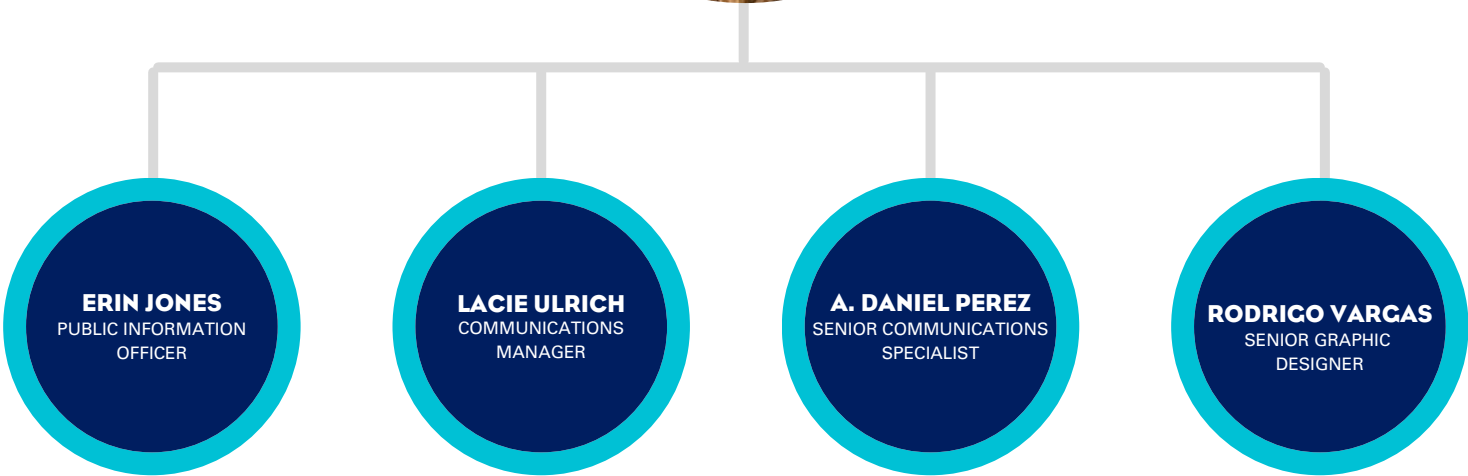 ERIN JONES
PUBLIC INFORMATION
OFFICER
LACIE ULRICH
COMMUNICATIONS
MANAGER
A. DANIEL PEREZ
SENIOR COMMUNICATIONS
SPECIALIST
RODRIGO VARGAS
SENIOR GRAPHIC
DESIGNER